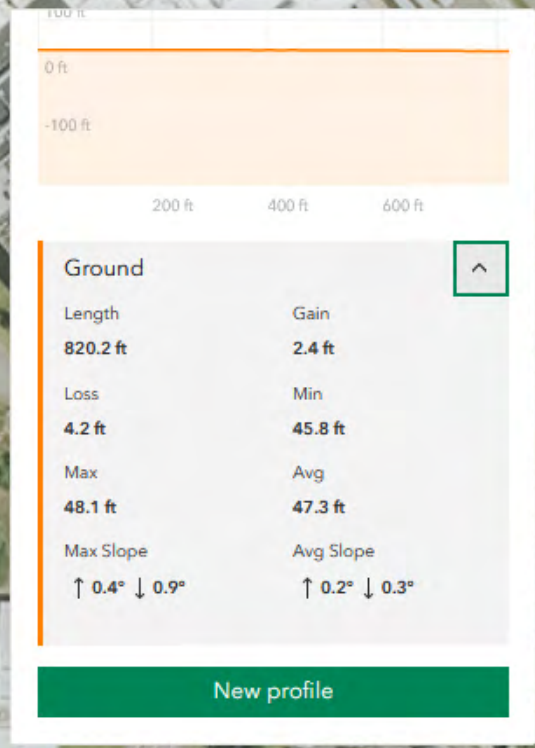 100 ft
0 ft
-100 ft
200 ft 400 ft 600 ft
Ground
Length Gain
820.2 ft 2.4 ft
Loss Min
4.2 ft 45.8 ft
Max Avg
48.1 ft 47.3 ft
Max Slope Avg Slope
↑ 0.4° ↓ 0.9° ↑ 0.2° ↓ 0.3°
New profile